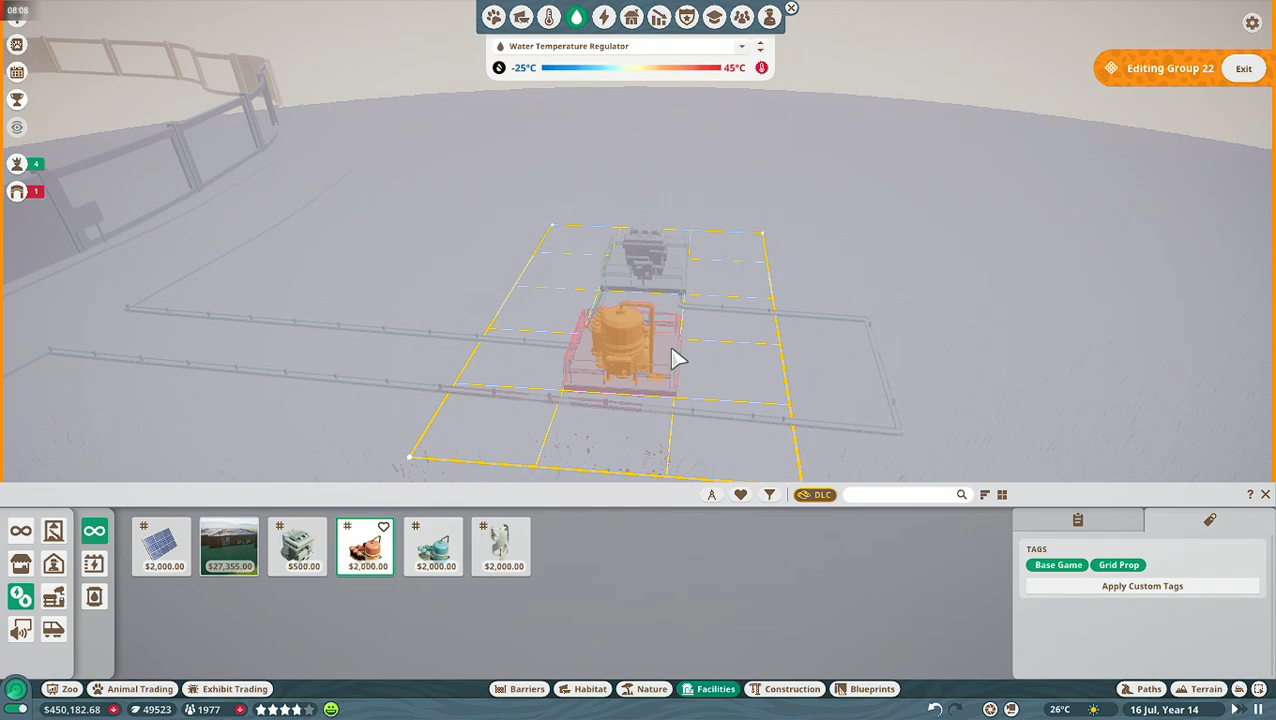 08:08
Water Temperature Regulator
-25°C
45°C
Editing Group 22
Exit
4
1
DLC
?
$2,000.00
$27,355.00
$500.00
$2,000.00
$2,000.00
$2,000.00
TAGS
Base Game
Grid Prop
Apply Custom Tags
Zoo
Animal Trading
Exhibit Trading
Barriers
Habitat
Nature
Facilities
Construction
Blueprints
Paths
Terrain
$450,182.68
49523
1977
26°C
16 Jul, Year 14